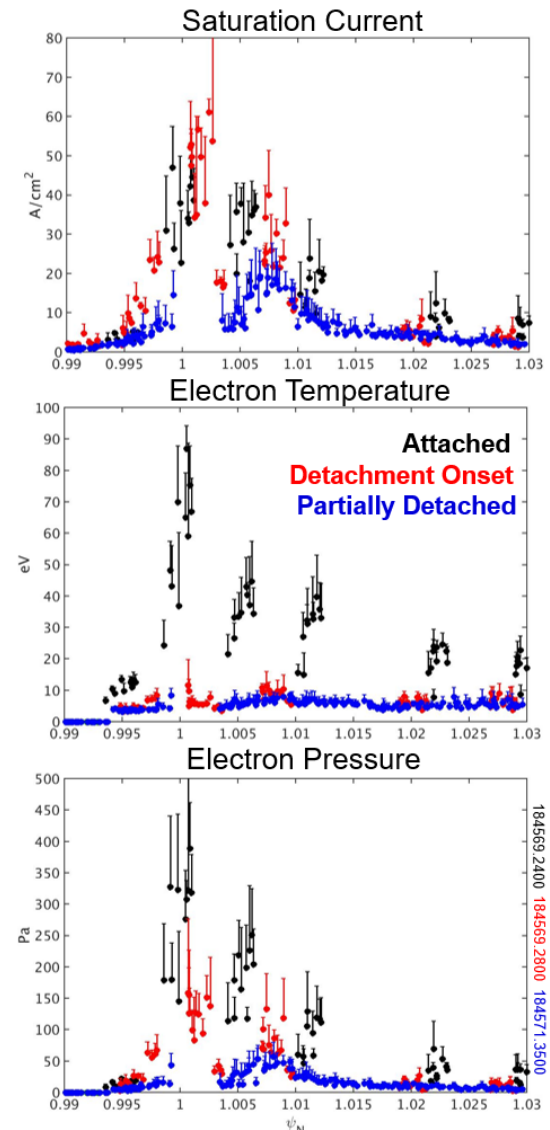 Saturation Current
80
70
60
50
40
30
20
10
0
A/cm²
0.99 0.995 1 1.005 1.01 1.015 1.02 1.025 1.03
Electron Temperature
100
90
80
70
60
50
40
30
20
10
0
eV
Attached
Detachment Onset
Partially Detached
0.99 0.995 1 1.005 1.01 1.015 1.02 1.025 1.03
Electron Pressure
500
450
400
350
300
250
200
150
100
50
0
Pa
184569.2400
184569.2800
184571.3500
0.99 0.995 1 1.005 1.01 1.015 1.02 1.025 1.03
ψN